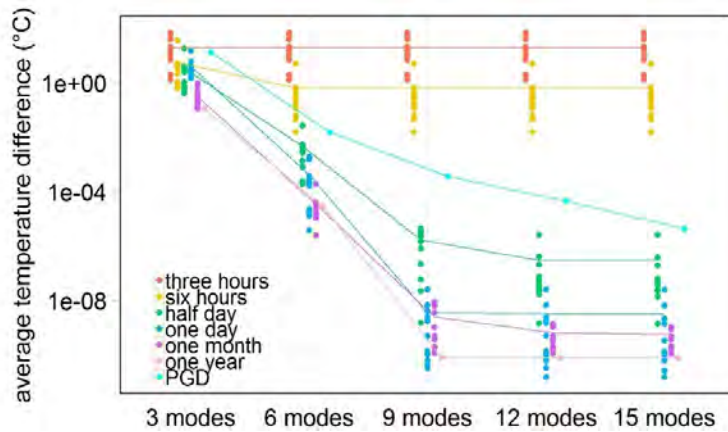 average temperature difference (°C)
1e+00
1e-04
1e-08
three hours
six hours
half day
one day
one month
one year
PGD
3 modes
6 modes
9 modes
12 modes
15 modes